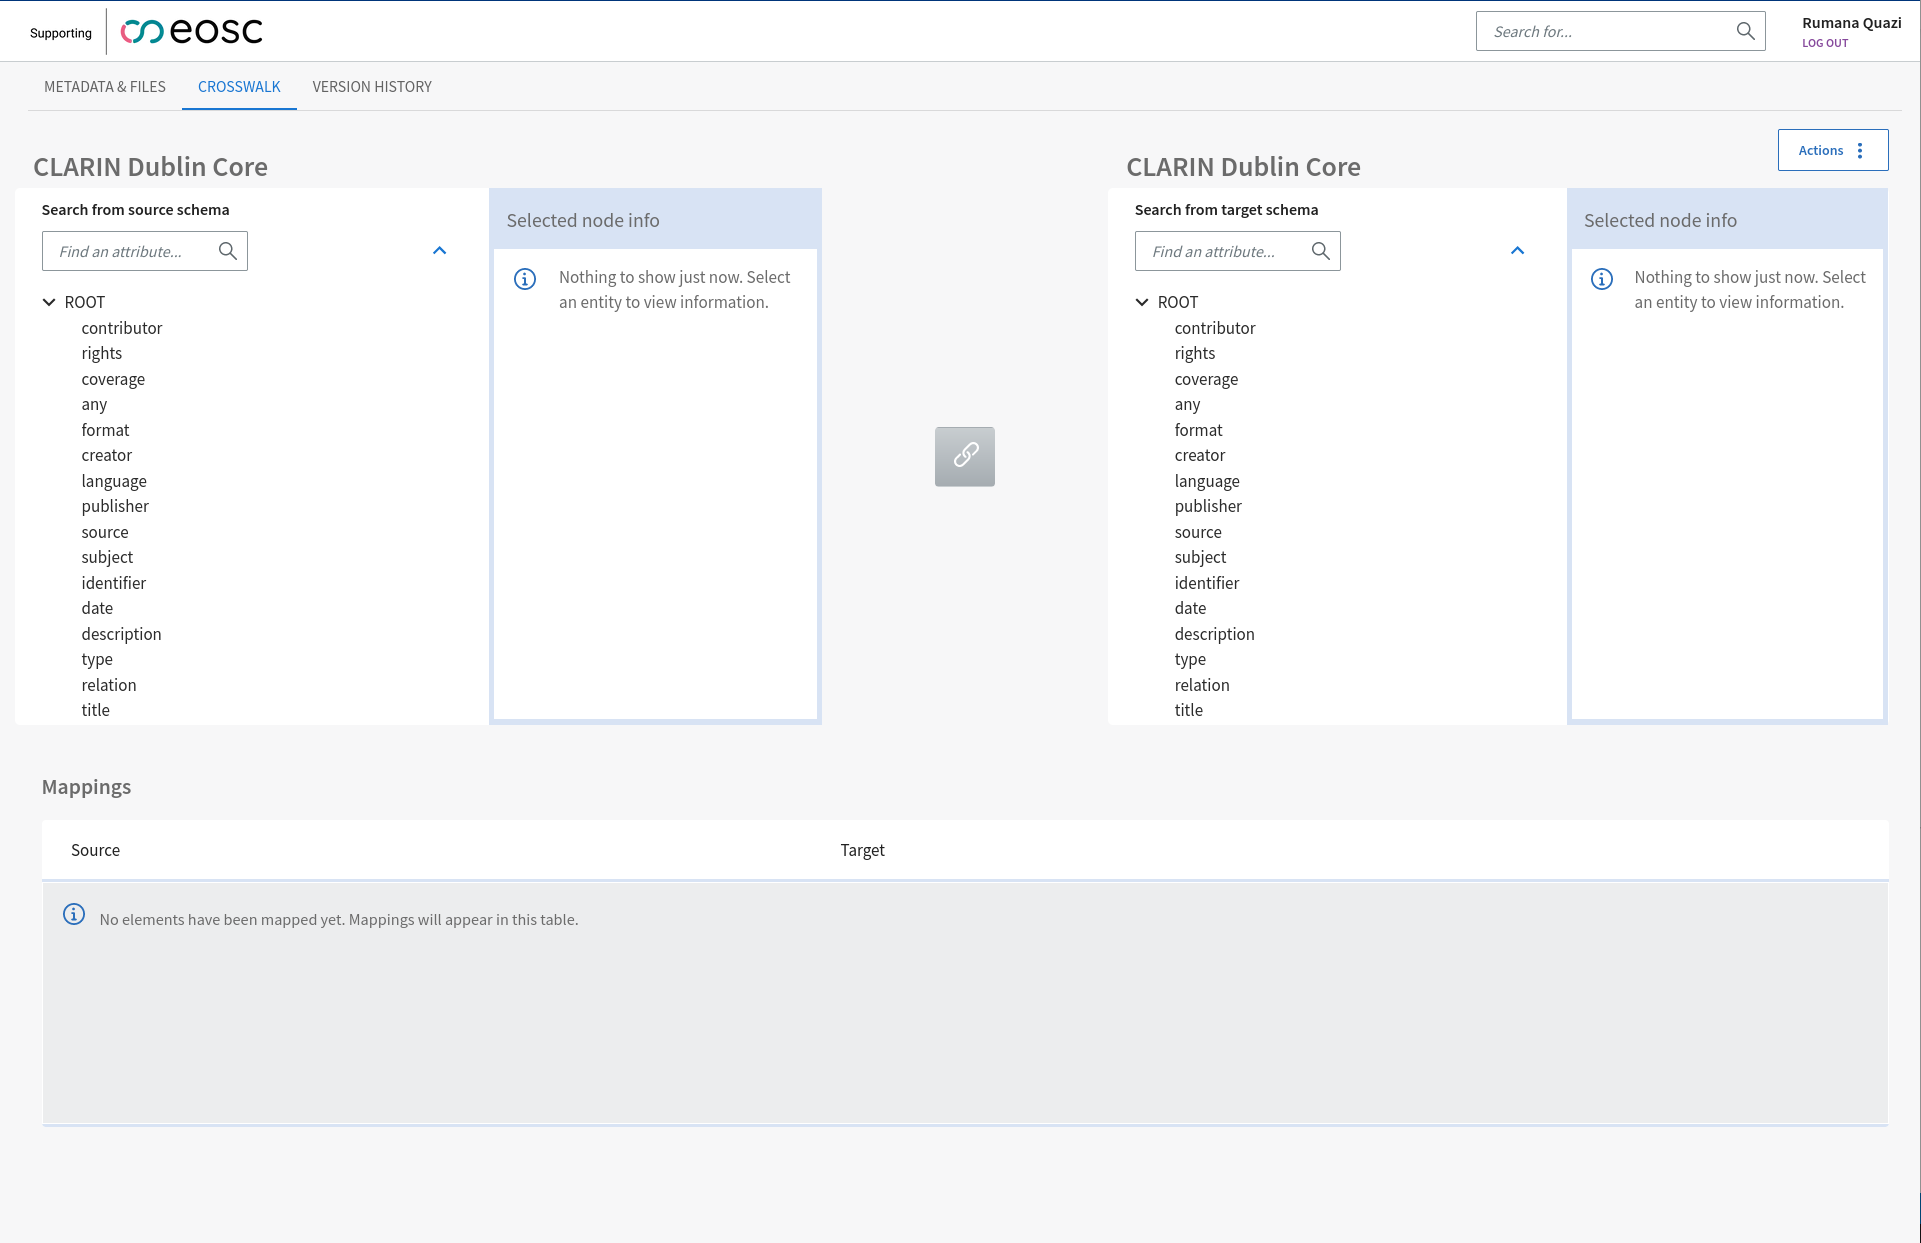 Supporting
eosc
Search for...
Rumana Quazi
LOG OUT
METADATA & FILES
CROSSWALK
VERSION HISTORY
Actions
CLARIN Dublin Core
Search from source schema
Find an attribute...
ROOT
contributor
rights
coverage
any
format
creator
language
publisher
source
subject
identifier
date
description
type
relation
title
Selected node info
Nothing to show just now. Select
an entity to view information.
CLARIN Dublin Core
Search from target schema
Find an attribute...
ROOT
contributor
rights
coverage
any
format
creator
language
publisher
source
subject
identifier
date
description
type
relation
title
Selected node info
Nothing to show just now. Select
an entity to view information.
Mappings
Source
Target
No elements have been mapped yet. Mappings will appear in this table.